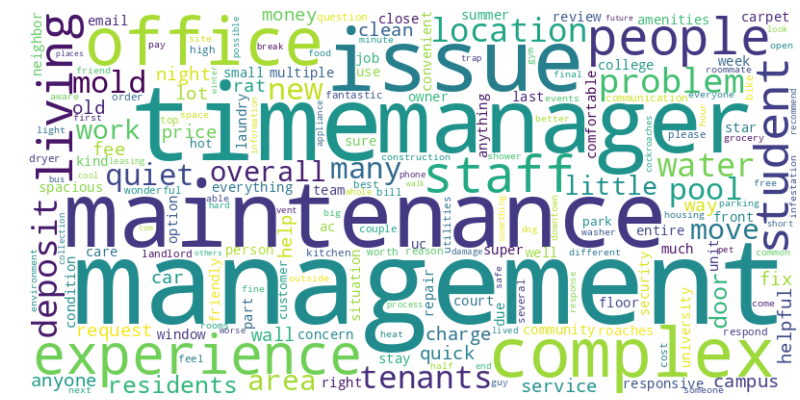 email
money
question
summer
review
amenities
carpet
neighbor
office
issue
location
people
student
open
look
pay
site
high
break
close
clean
convenient
college
week
roommate
mold
night
food
minute
gym
job
use
trap
final
problem
everyone
living
friend
possible
small
multiple
fantastic
events
communication
bike
aware
lot
winter
rat
owner
last
better
star
old
order
time
manager
new
comfortable
hour
please
grocery
recommend
light
first
top
space
information
laundry
hot
appliance
sure
anything
cockroaches
work
price
fee
kind
leasing
construction
shower
staff
water
infestation
dryer
bus
cool
quiet
overall
many
phone
little
pool
way
parking
spacious
wonderful
everything
team
best
whole
walk
bill
free
short
deposit
maintenance
option
able
hard
vent
big
something
downtown
park
housing
front
move
environment
collection
com
help
ac
couple
utilities
dog
washer
entire
others
landlord
person
kitchen
worth
reason
damage
super
well
different
much
pet
unit
common
condition
care
management
car
friendly
outside
customer
situation
uc
repair
court
safe
several
response
floor
security
door
fix
come
helpful
room
part
fine
process
due
request
window
wall
concern
heat
charge
lived
community
roaches
university
cost
respond
experience
complex
worse
feel
stay
half
end
quick
anyone
next
residents
area
right
tenants
guy
service
responsive
someone
campus
places
future